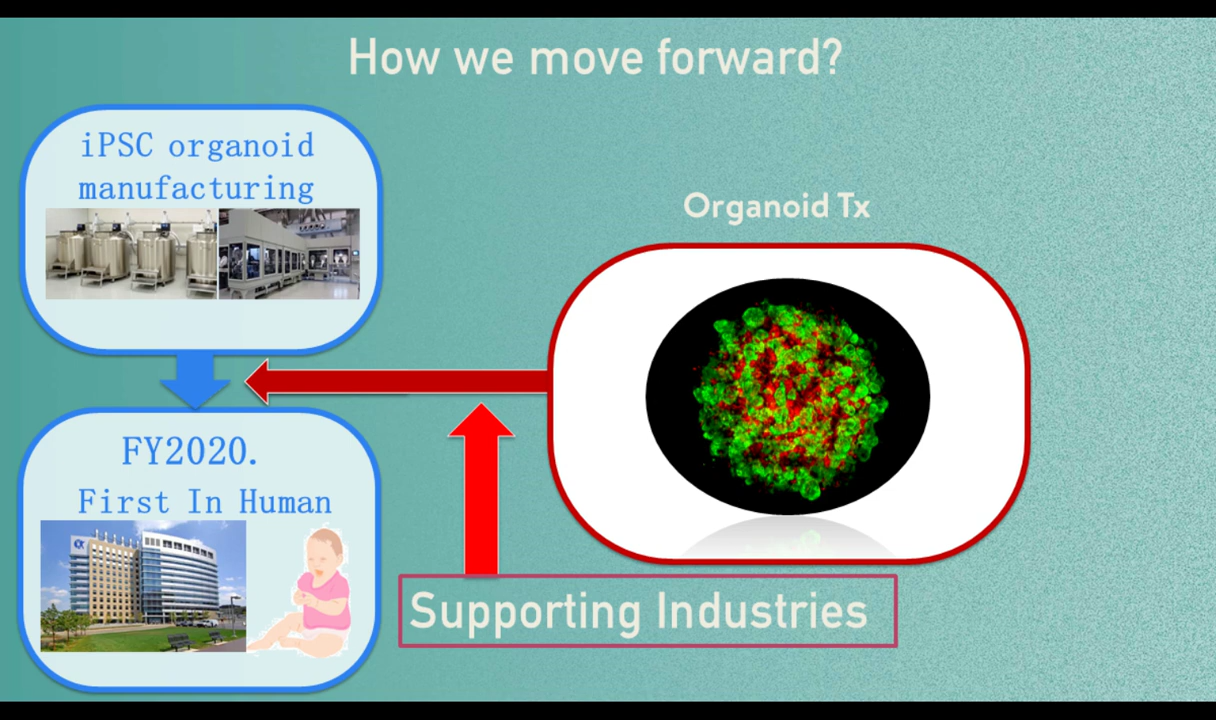 How we move forward?
iPSC organoid
manufacturing
Organoid Tx
FY2020.
First In Human
Supporting Industries